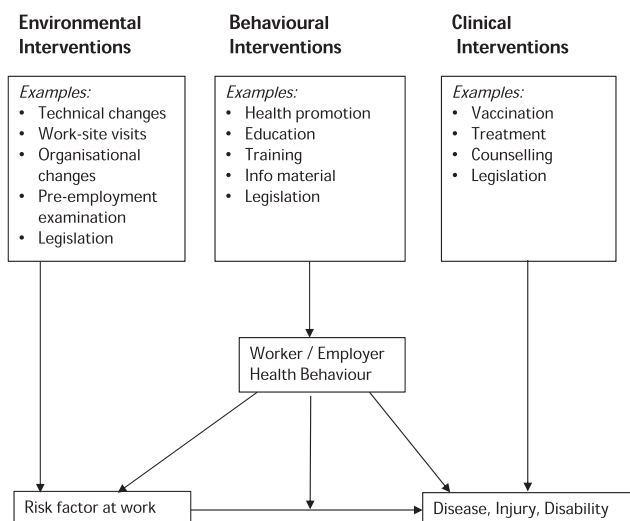 Environmental
Interventions
Behavioural
Interventions
Clinical
Interventions
Examples:
• Technical changes
• Work-site visits
• Organisational
changes
• Pre-employment
examination
• Legislation
Examples:
• Health promotion
• Education
• Training
• Info material
• Legislation
Examples:
• Vaccination
• Treatment
• Counselling
• Legislation
Worker / Employer
Health Behaviour
Risk factor at work
Disease, Injury, Disability